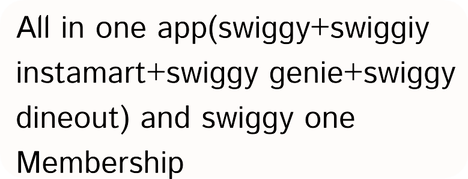 All in one app(swiggy+swiggiy
instamart+swiggy genie+swiggy
dineout) and swiggy one
Membership